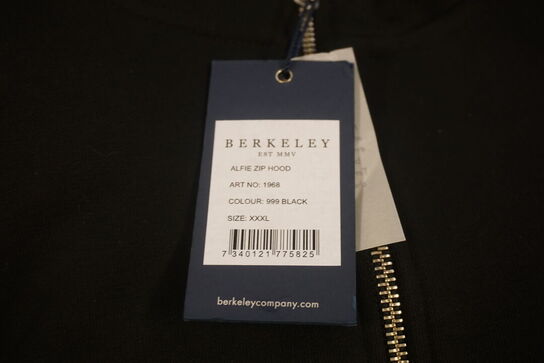 BERKELEY
EST MMV
ALFIE ZIP HOOD
ART NO: 1968
COLOUR: 999 BLACK
SIZE: XXXL
7 340121 775825
berkeleycompany.com